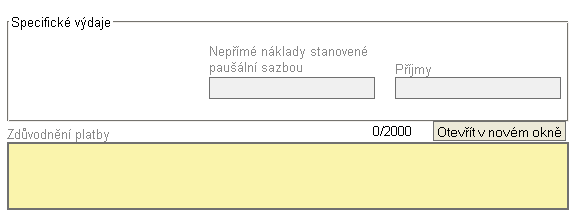 Specifické výdaje
Nepřímé náklady stanovené
paušální sazbou
Příjmy
Zdůvodnění platby
0/2000
Otevřít v novém okně